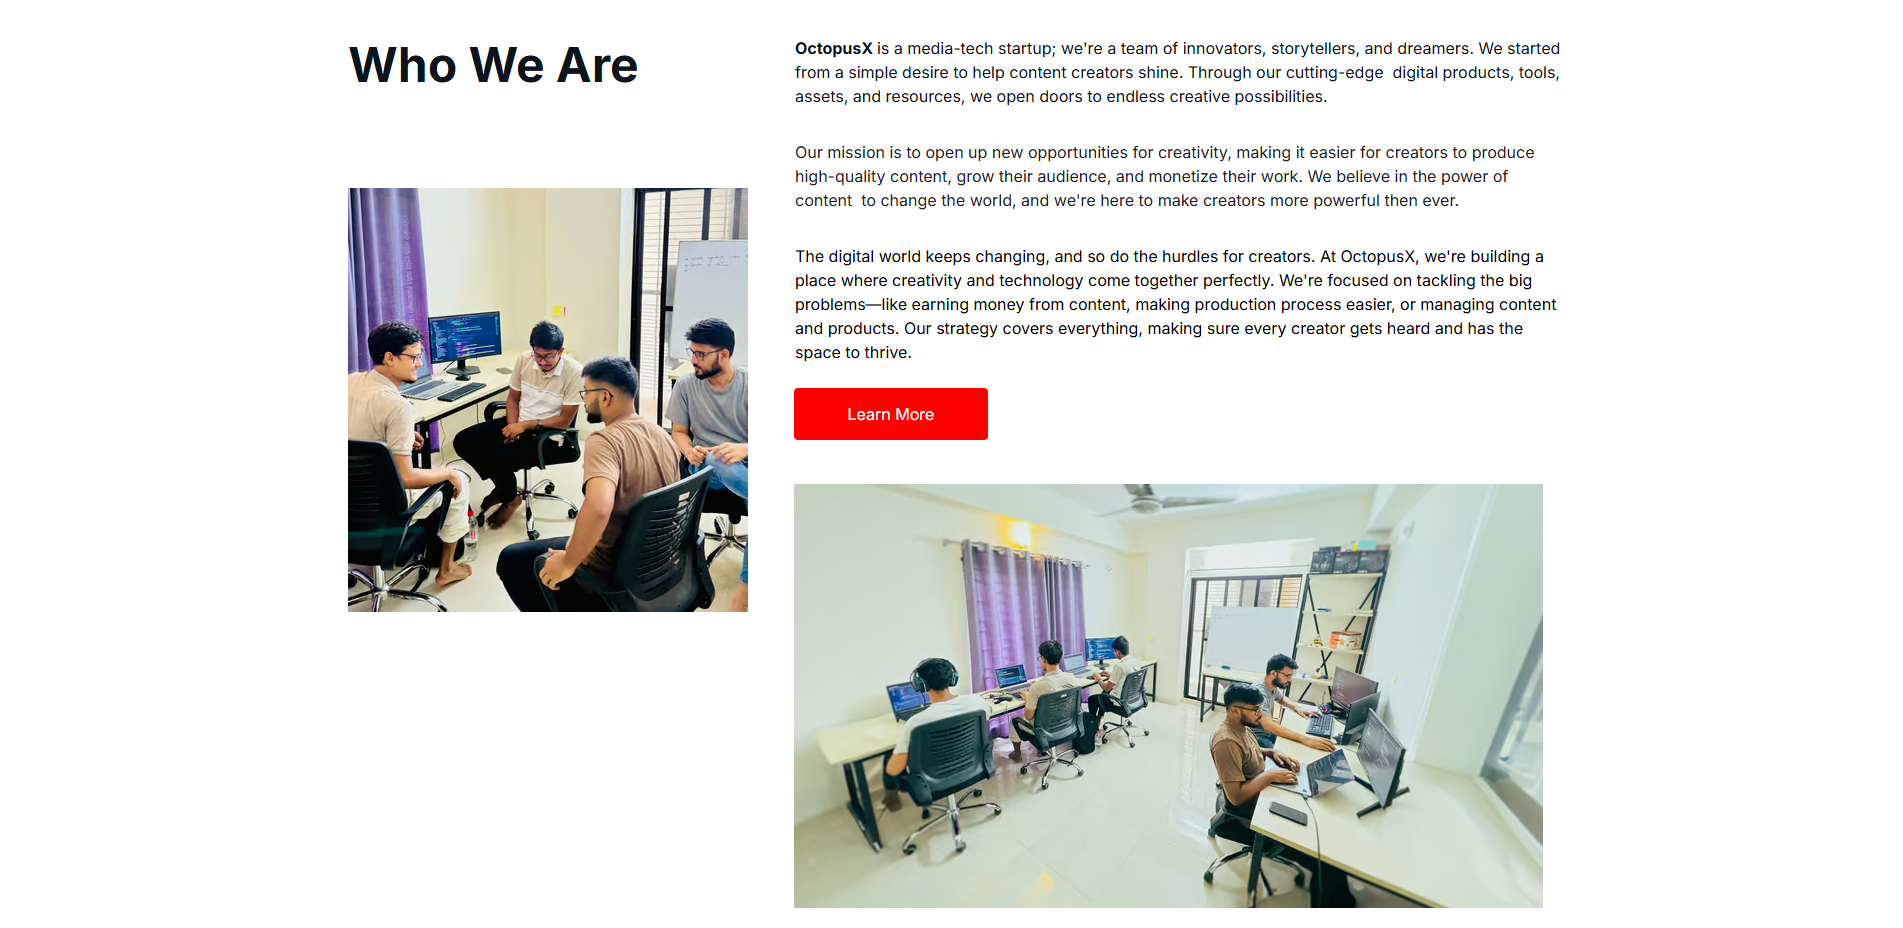 Who We Are
OctopusX is a media-tech startup; we're a team of innovators, storytellers, and dreamers. We started
from a simple desire to help content creators shine. Through our cutting-edge  digital products, tools,
assets, and resources, we open doors to endless creative possibilities.
Our mission is to open up new opportunities for creativity, making it easier for creators to produce
high-quality content, grow their audience, and monetize their work. We believe in the power of
content  to change the world, and we're here to make creators more powerful then ever.
The digital world keeps changing, and so do the hurdles for creators. At OctopusX, we're building a
place where creativity and technology come together perfectly. We're focused on tackling the big
problems—like earning money from content, making production process easier, or managing content
and products. Our strategy covers everything, making sure every creator gets heard and has the
space to thrive.
Learn More